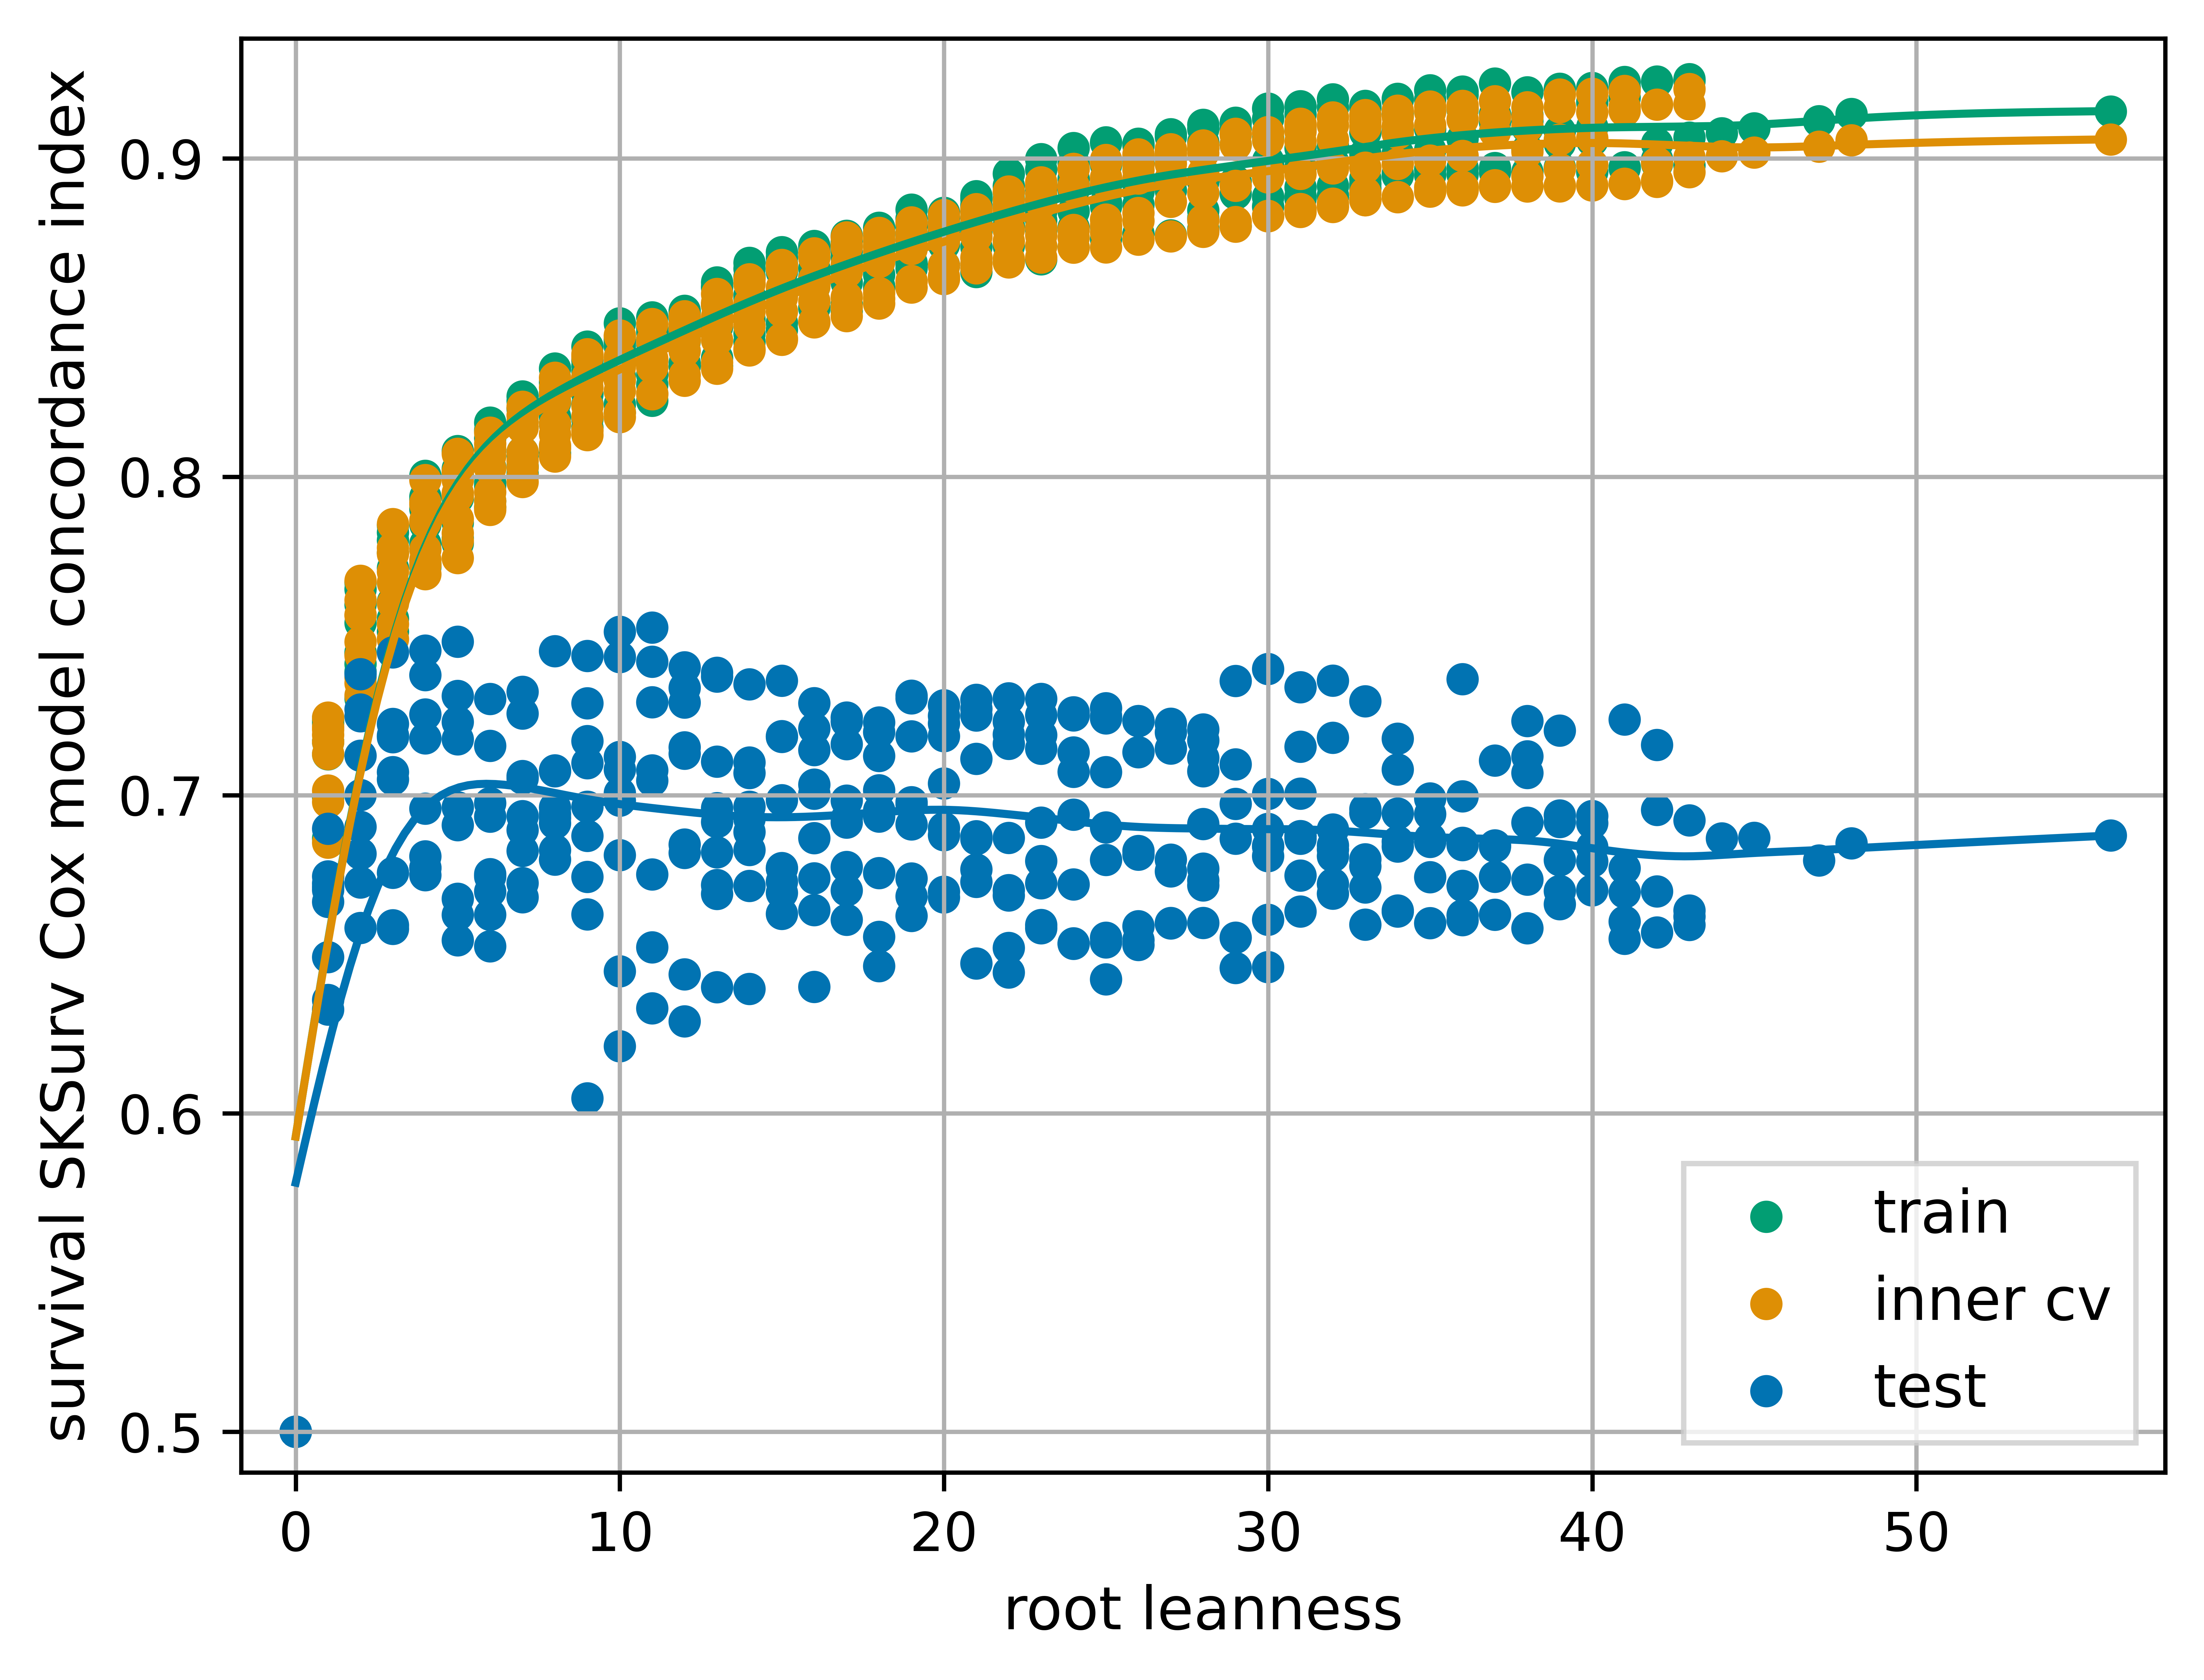 survival SKSurv Cox model concordance index
0.9
0.8
0.7
0.6
0.5
0 10 20 30 40 50
root leanness
train
inner cv
test